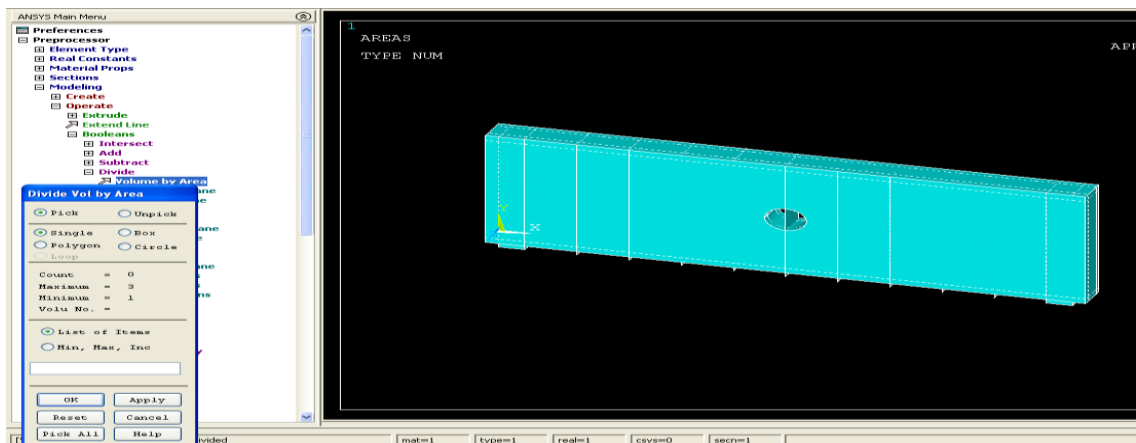 ANSYS Main Menu
Preferences
Preprocessor
Element Type
Real Constants
Material Props
Sections
Modeling
Create
Operate
Extrude
Extend Line
Booleans
Intersect
Add
Subtract
Divide
Volume by Area
Divide Vol by Area
Pick Unpick
Single Box
Polygon Circle
Loop
Count = 0
Maximum = 3
Minimum = 1
Volu No. =
List of Items
Min, Max, Inc
OK Apply
Reset Cancel
Pick All Help
1
AREAS
TYPE NUM
Y
X
mat=1 type=1 real=1 csys=0 secn=1